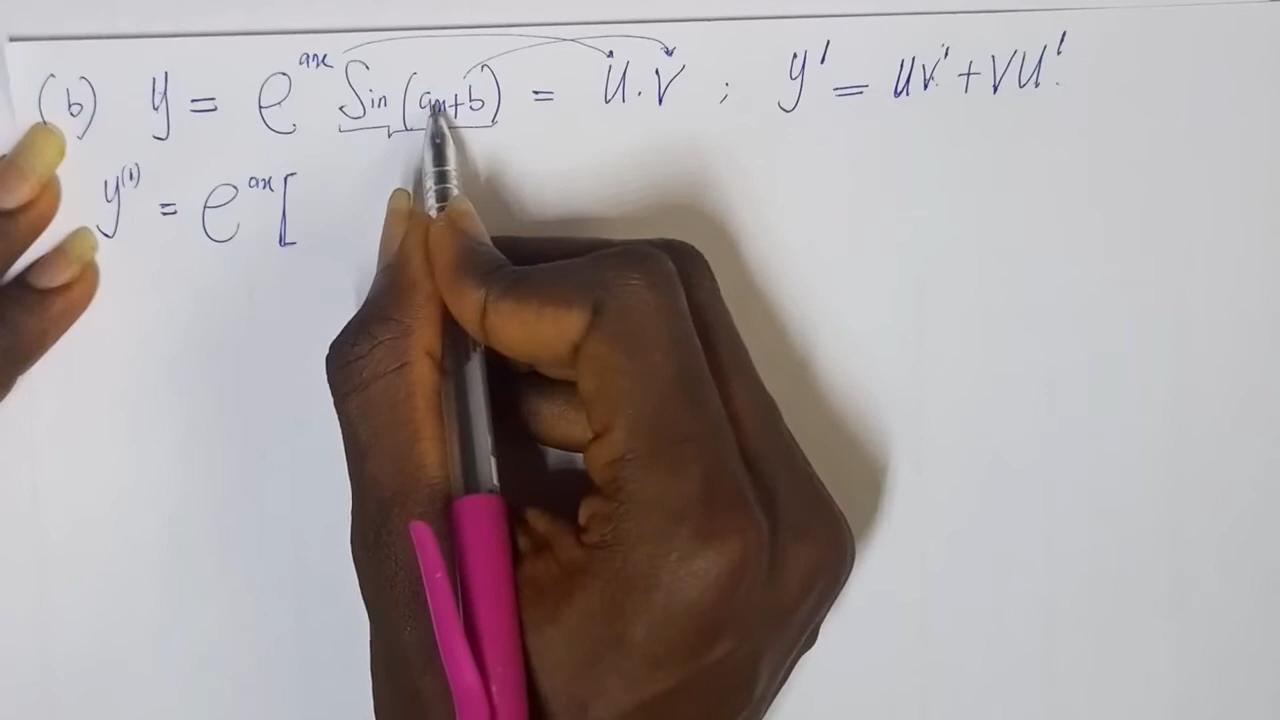 (b) y = e^{ax} Sin (ax+b) = U.V ; y' = UV' + VU'.
y^{(1)} = e^{ax} [